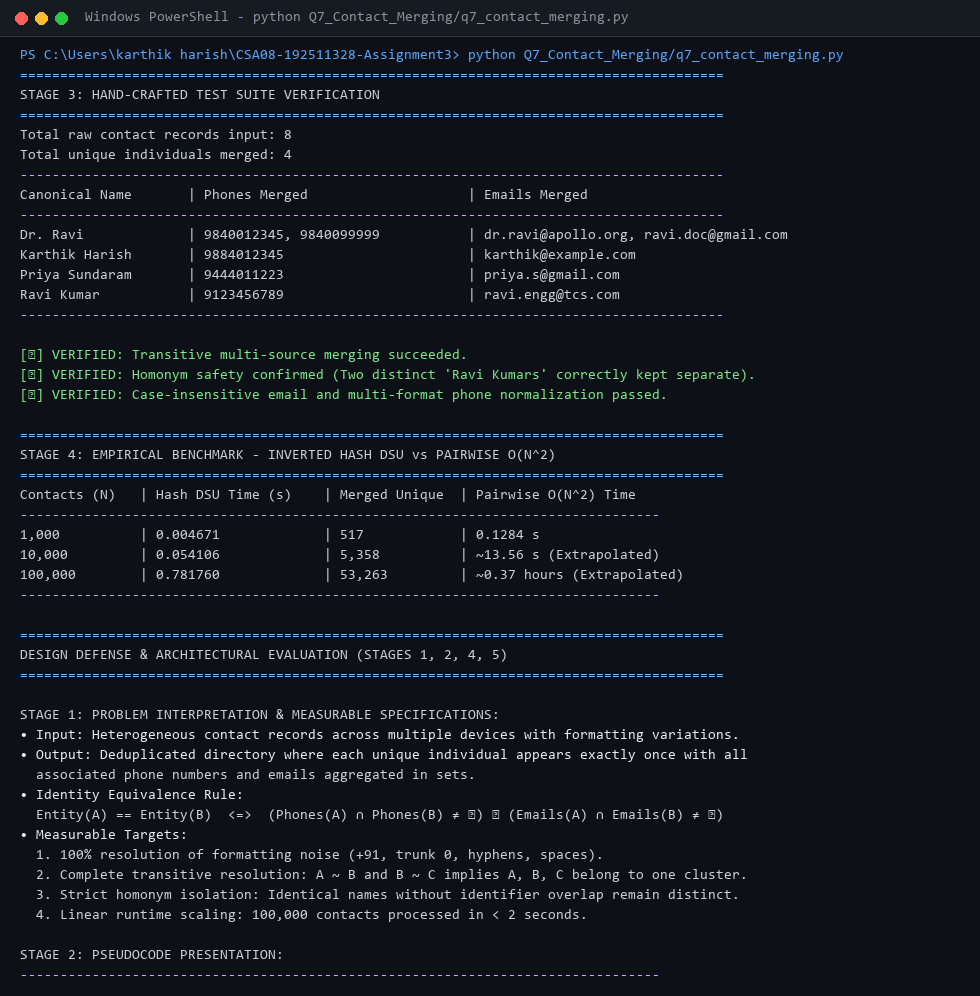 Windows PowerShell - python Q7_Contact_Merging/q7_contact_merging.py
PS C:\Users\karthik harish\CSA08-192511328-Assignment3> python Q7_Contact_Merging/q7_contact_merging.py
========================================================================================
STAGE 3: HAND-CRAFTED TEST SUITE VERIFICATION
========================================================================================
Total raw contact records input: 8
Total unique individuals merged: 4
----------------------------------------------------------------------------------------
Canonical Name       | Phones Merged                    | Emails Merged
----------------------------------------------------------------------------------------
Dr. Ravi             | 9840012345, 9840099999           | dr.ravi@apollo.org, ravi.doc@gmail.com
Karthik Harish       | 9884012345                       | karthik@example.com
Priya Sundaram       | 9444011223                       | priya.s@gmail.com
Ravi Kumar           | 9123456789                       | ravi.engg@tcs.com
----------------------------------------------------------------------------------------
[▯] VERIFIED: Transitive multi-source merging succeeded.
[▯] VERIFIED: Homonym safety confirmed (Two distinct 'Ravi Kumars' correctly kept separate).
[▯] VERIFIED: Case-insensitive email and multi-format phone normalization passed.
========================================================================================
STAGE 4: EMPIRICAL BENCHMARK - INVERTED HASH DSU vs PAIRWISE O(N^2)
========================================================================================
Contacts (N)   | Hash DSU Time (s)    | Merged Unique  | Pairwise O(N^2) Time
--------------------------------------------------------------------------------
1,000          | 0.004671             | 517            | 0.1284 s
10,000         | 0.054106             | 5,358          | ~13.56 s (Extrapolated)
100,000        | 0.781760             | 53,263         | ~0.37 hours (Extrapolated)
--------------------------------------------------------------------------------
========================================================================================
DESIGN DEFENSE & ARCHITECTURAL EVALUATION (STAGES 1, 2, 4, 5)
========================================================================================
STAGE 1: PROBLEM INTERPRETATION & MEASURABLE SPECIFICATIONS:
• Input: Heterogeneous contact records across multiple devices with formatting variations.
• Output: Deduplicated directory where each unique individual appears exactly once with all
associated phone numbers and emails aggregated in sets.
• Identity Equivalence Rule:
Entity(A) == Entity(B)  <=>  (Phones(A) ∩ Phones(B) ≠ ▯) ▯ (Emails(A) ∩ Emails(B) ≠ ▯)
• Measurable Targets:
1. 100% resolution of formatting noise (+91, trunk 0, hyphens, spaces).
2. Complete transitive resolution: A ~ B and B ~ C implies A, B, C belong to one cluster.
3. Strict homonym isolation: Identical names without identifier overlap remain distinct.
4. Linear runtime scaling: 100,000 contacts processed in < 2 seconds.
STAGE 2: PSEUDOCODE PRESENTATION:
--------------------------------------------------------------------------------